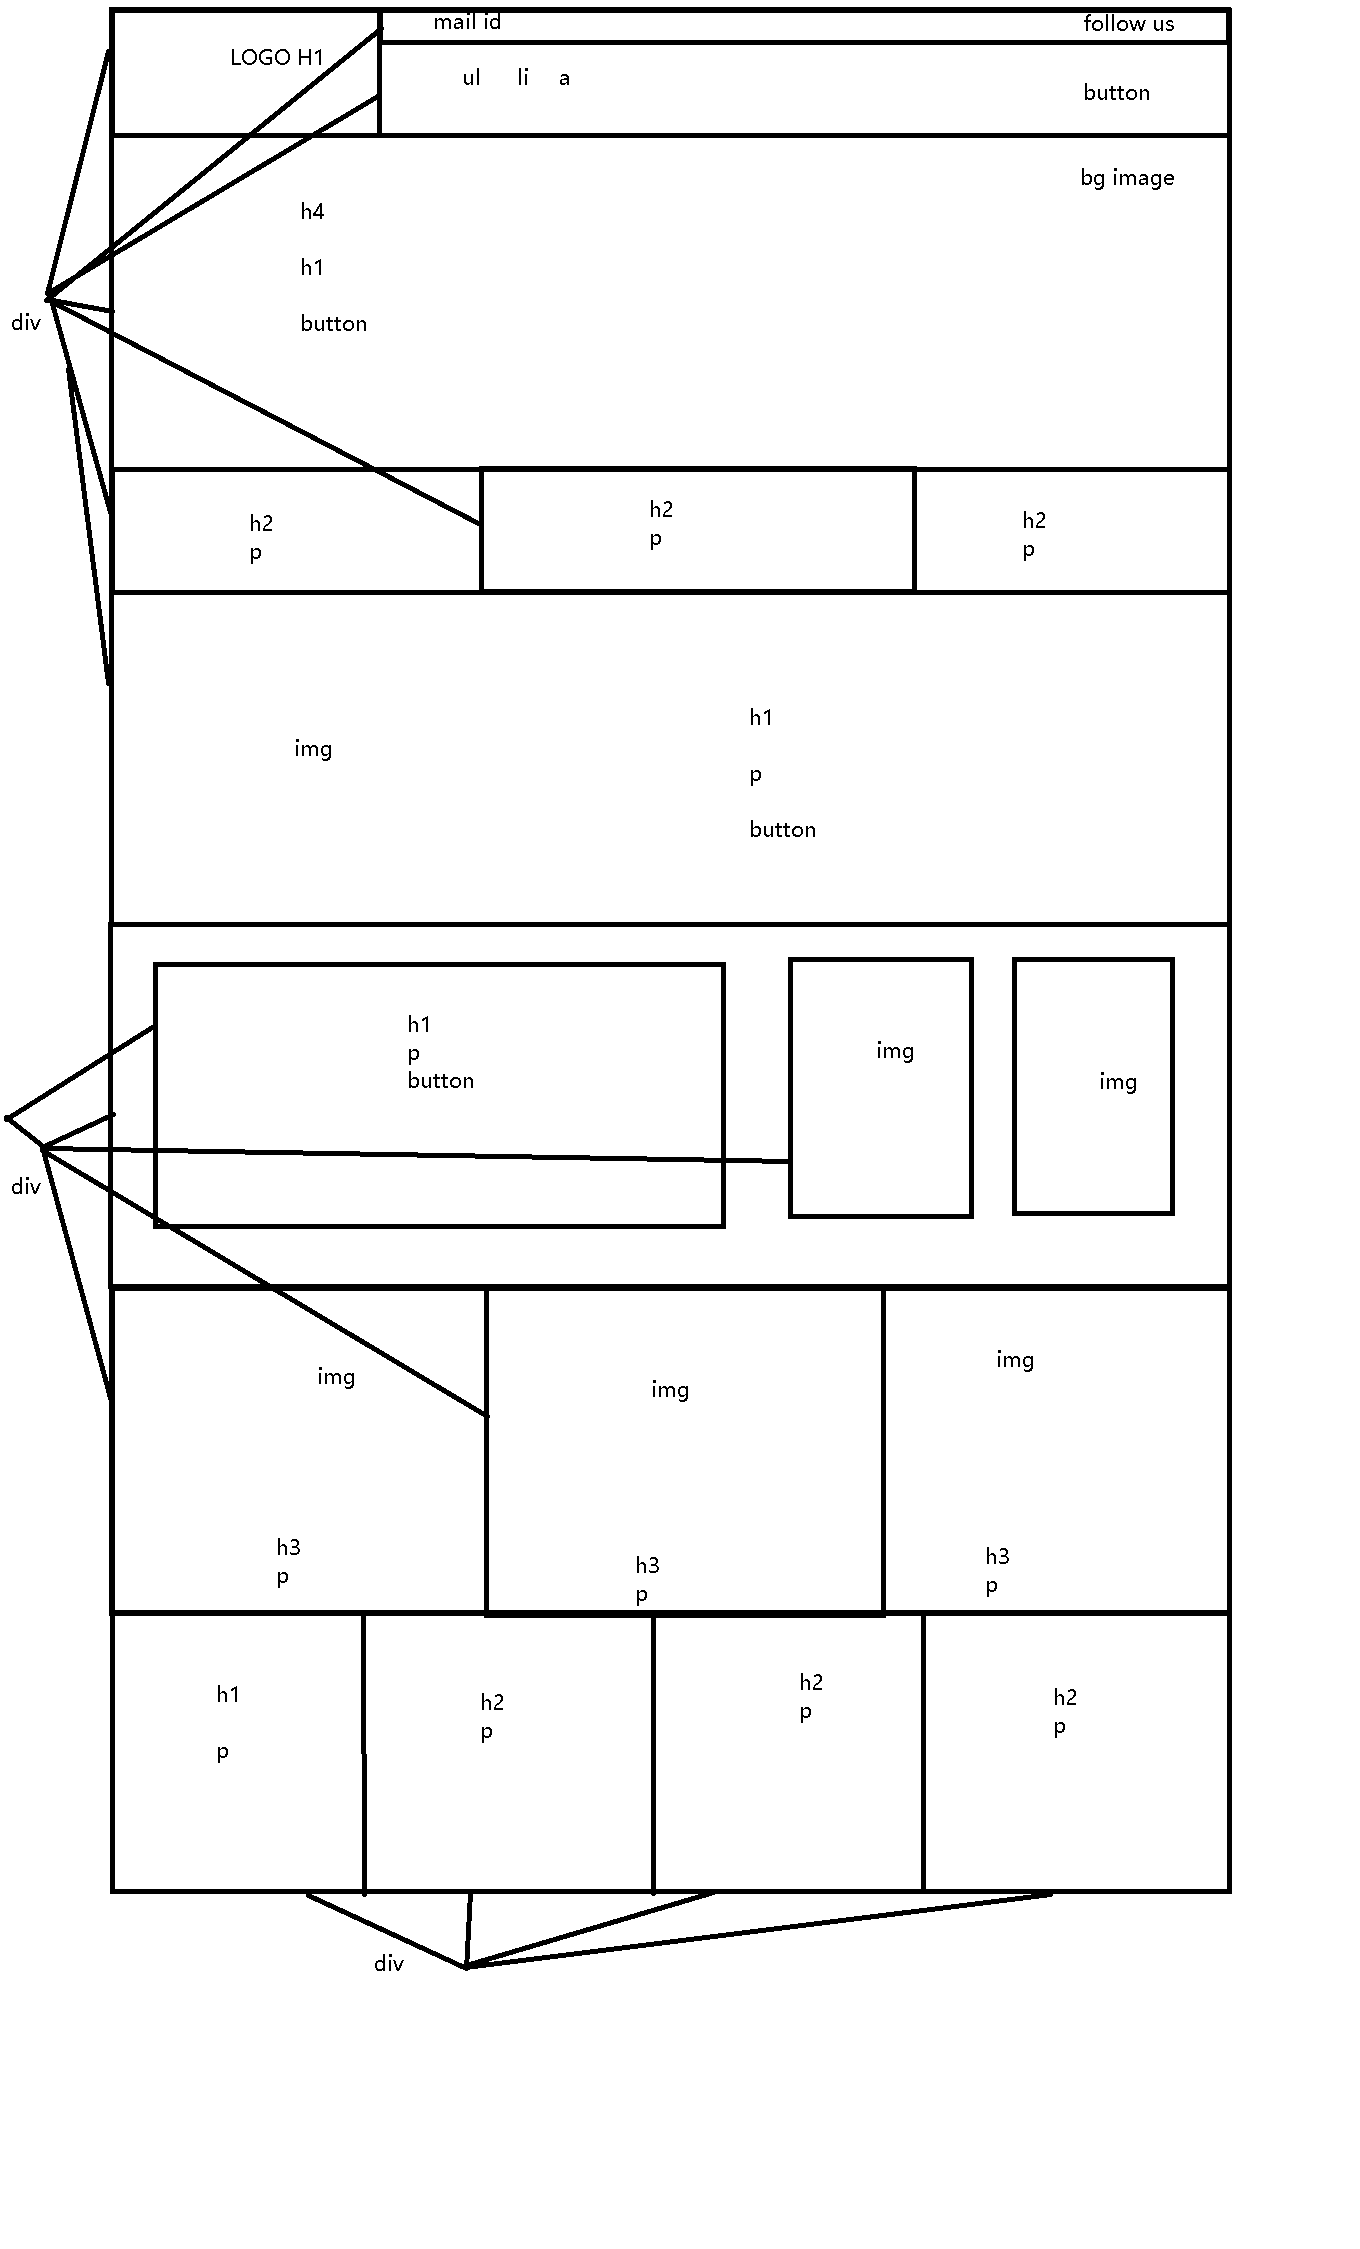 mail id
follow us
LOGO H1
ul li a
button
bg image
h4
h1
button
div
h2
p
h2
p
h2
p
img
h1
p
button
h1
p
button
img
img
div
img
img
img
h3
p
h3
p
h3
p
h1
p
h2
p
h2
p
h2
p
div